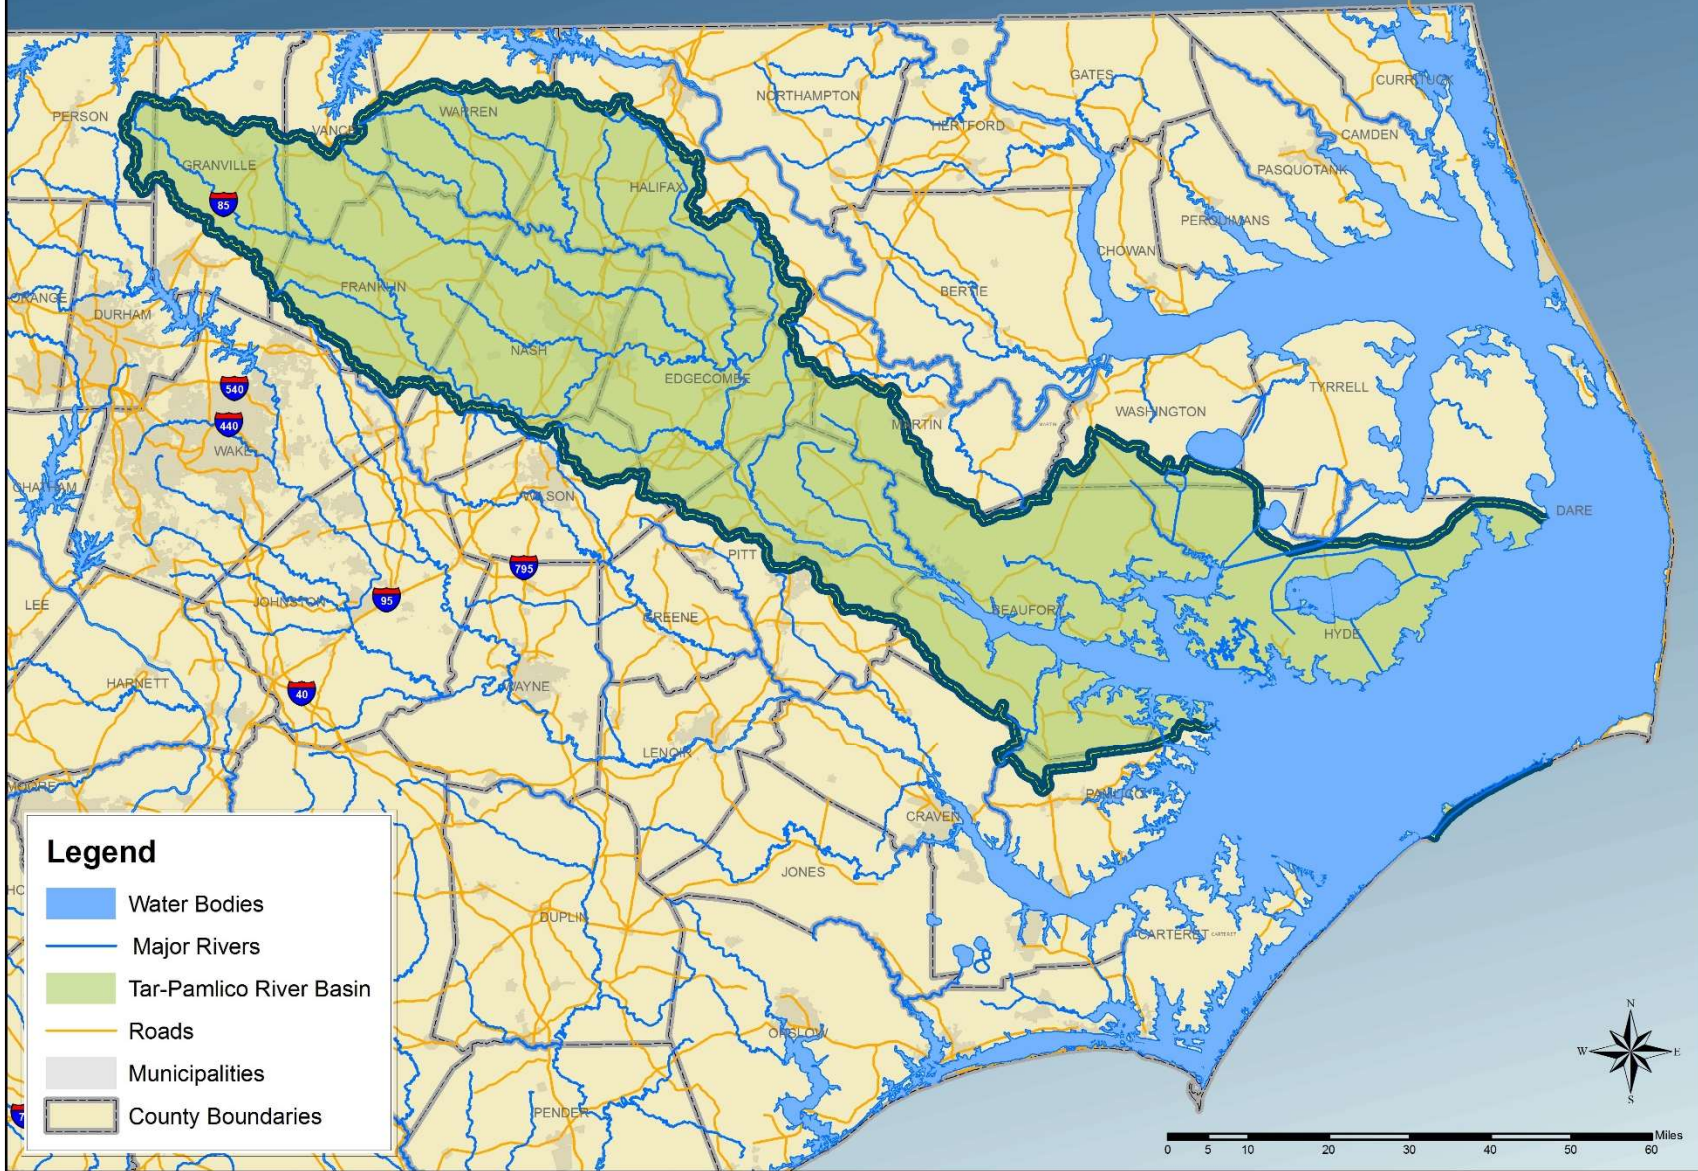 CURRITUCK
GATES
NORTHAMPTON
PERSON
WARREN
HERTFORD
CAMDEN
VANCE
GRANVILLE
PASQUOTANK
HALIFAX
85
PERQUIMANS
CHOWAN
FRANKLIN
BERTIE
ORANGE
DURHAM
NASH
EDGECOMBE
TYRRELL
540
WASHINGTON
440
MARTIN
MARTIN
WAKE
CHATHAM
WILSON
DARE
PITT
795
LEE
JOHNSTON
95
BEAUFORT
GREENE
HYDE
HARNETT
40
WAYNE
LENOIR
MOORE
PAMLICO
CRAVEN
JONES
DUPLIN
CARTERET
CARTERET
ONSLOW
PENDER
Legend
Water Bodies
Major Rivers
Tar-Pamlico River Basin
Roads
Municipalities
County Boundaries
N
W E
S
Miles
0 5 10 20 30 40 50 60